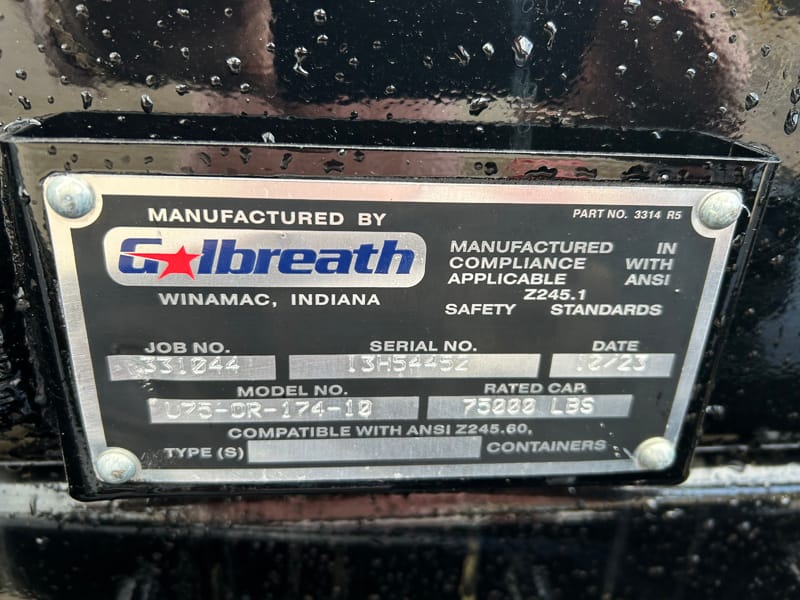 MANUFACTURED BY
PART NO. 3314 R5
Galbreath
WINAMAC, INDIANA
MANUFACTURED IN
COMPLIANCE WITH
APPLICABLE ANSI
Z245.1
SAFETY STANDARDS
JOB NO. SERIAL NO. DATE
331044 13H54452 10/23
MODEL NO. RATED CAP.
U75-OR-174-10 75000 LBS
COMPATIBLE WITH ANSI Z245.60,
TYPE (S) CONTAINERS